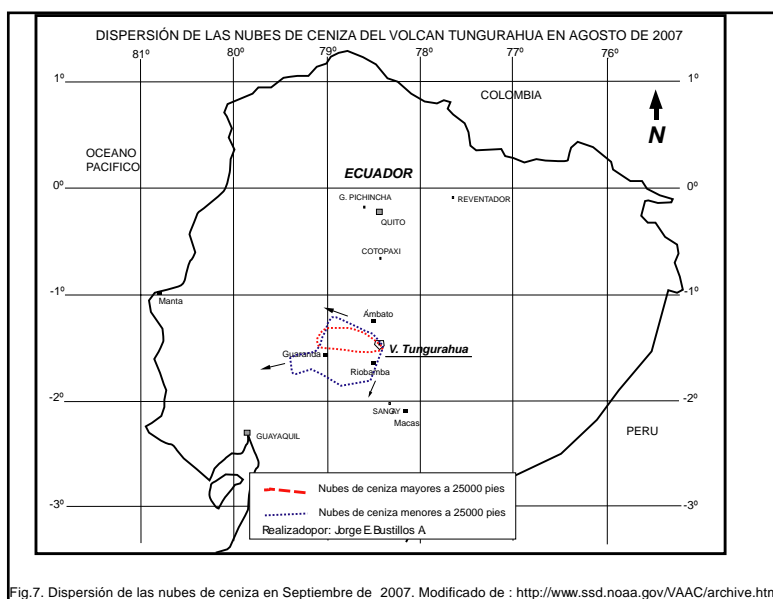 DISPERSIÓN DE LAS NUBES DE CENIZA DEL VOLCAN TUNGURAHUA EN AGOSTO DE 2007
81º 80º 79º 78º 77º 76º
1º 1º
COLOMBIA
N
OCEANO
PACIFICO
ECUADOR
0º 0º
G. PICHINCHA
REVENTADOR
QUITO
COTOPAXI
-1º -1º
Manta
Ambato
V. Tungurahua
Guaranda
Riobamba
-2º -2º
SANGAY
Macas
GUAYAQUIL
PERU
-3º -3º
Nubes de ceniza mayores a 25000 pies
Nubes de ceniza menores a 25000 pies
Realizadopor: Jorge E.Bustillos A.
Fig.7. Dispersión de las nubes de ceniza en Septiembre de 2007. Modificado de : http://www.ssd.noaa.gov/VAAC/archive.htm